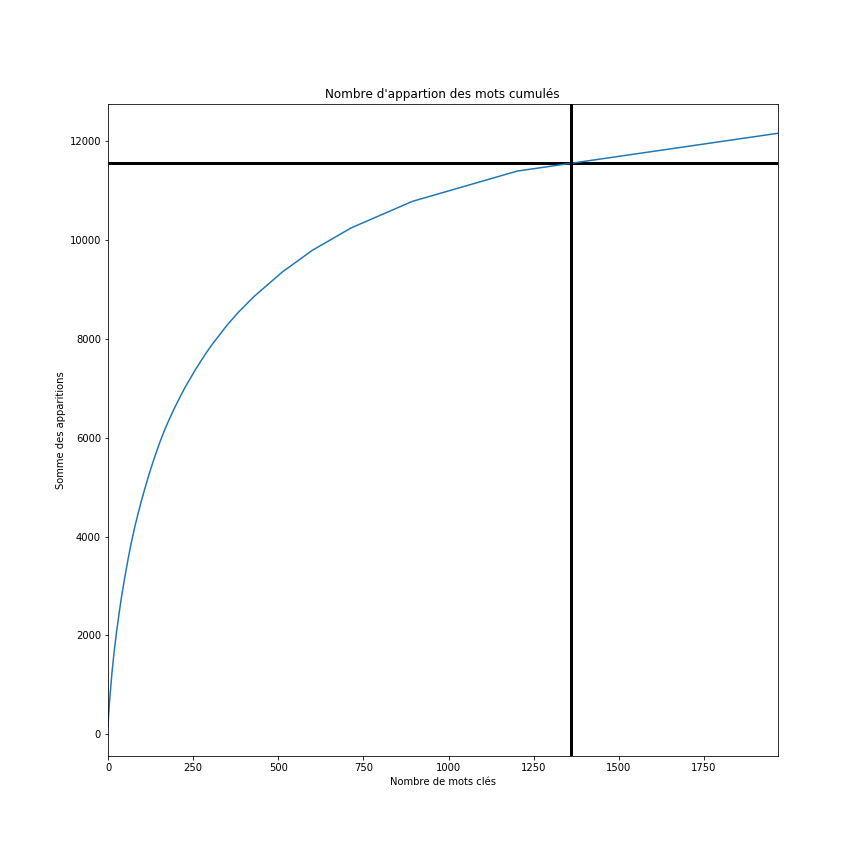 Nombre d'appartion des mots cumulés
12000
10000
8000
6000
4000
2000
0
Somme des apparitions
0 250 500 750 1000 1250 1500 1750
Nombre de mots clés